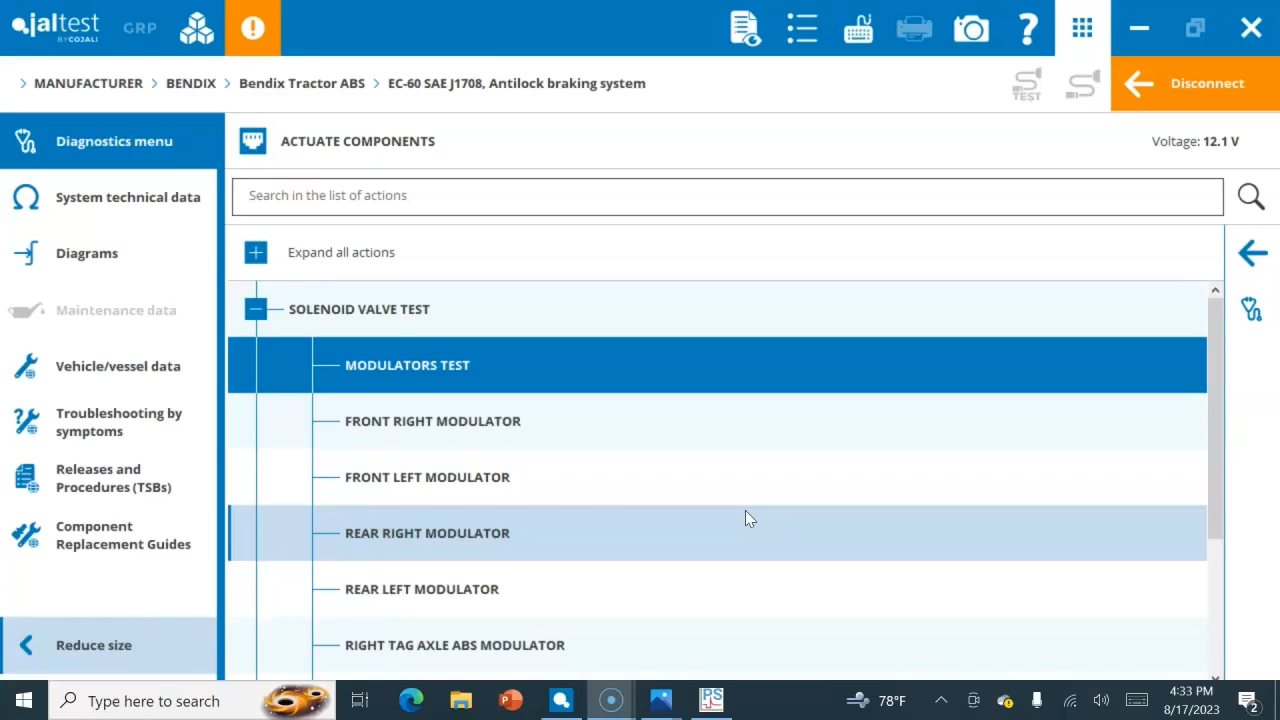 jaltest
BY COJALI
GRP
MANUFACTURER > BENDIX > Bendix Tractor ABS > EC-60 SAE J1708, Antilock braking system
TEST
Disconnect
Diagnostics menu
ACTUATE COMPONENTS
Voltage: 12.1 V
System technical data
Search in the list of actions
Diagrams
Expand all actions
Maintenance data
SOLENOID VALVE TEST
Vehicle/vessel data
MODULATORS TEST
Troubleshooting by
symptoms
FRONT RIGHT MODULATOR
Releases and
Procedures (TSBs)
FRONT LEFT MODULATOR
Component
Replacement Guides
REAR RIGHT MODULATOR
REAR LEFT MODULATOR
Reduce size
RIGHT TAG AXLE ABS MODULATOR
Type here to search
PS
78°F
4:33 PM
8/17/2023
2